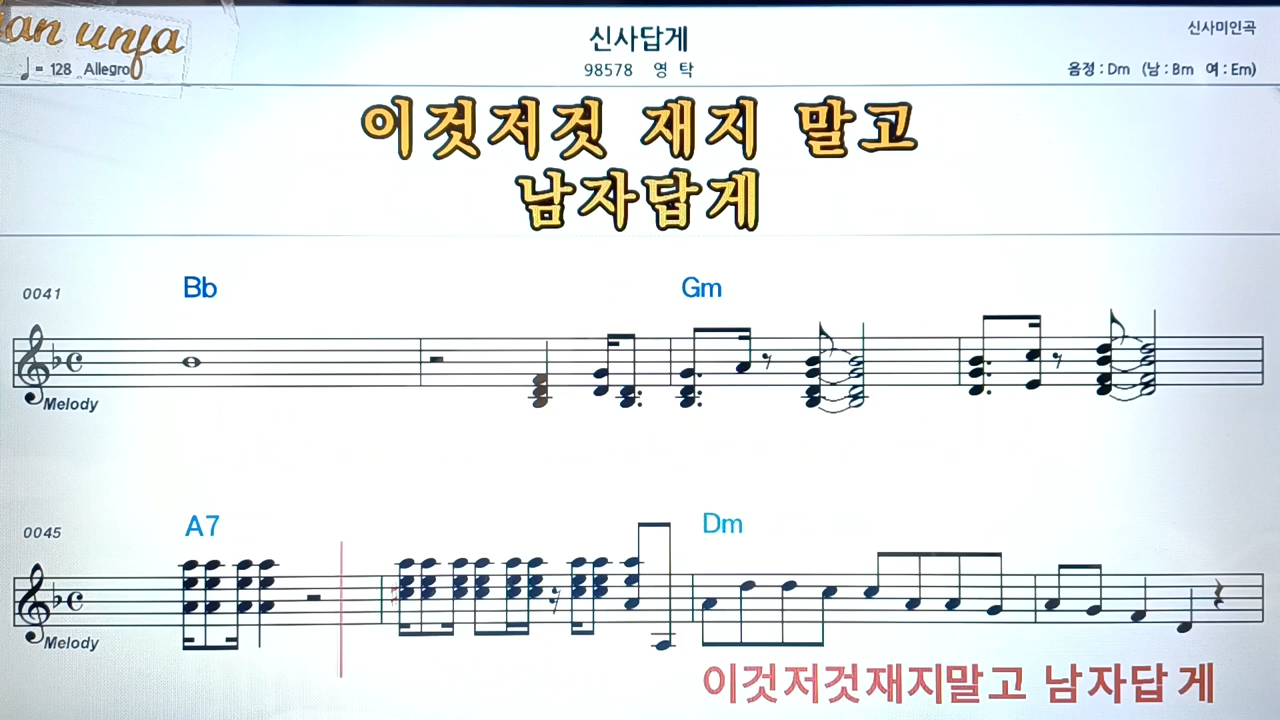 신사답게
신사미인곡
98578 영 탁
♩= 128 Allegro
음정 : Dm (남 : Bm 여 : Em)
이것저것 재지 말고
남자답게
0041
Bb Gm
Melody
0045
A7 Dm
Melody
이것저것재지말고 남자답게